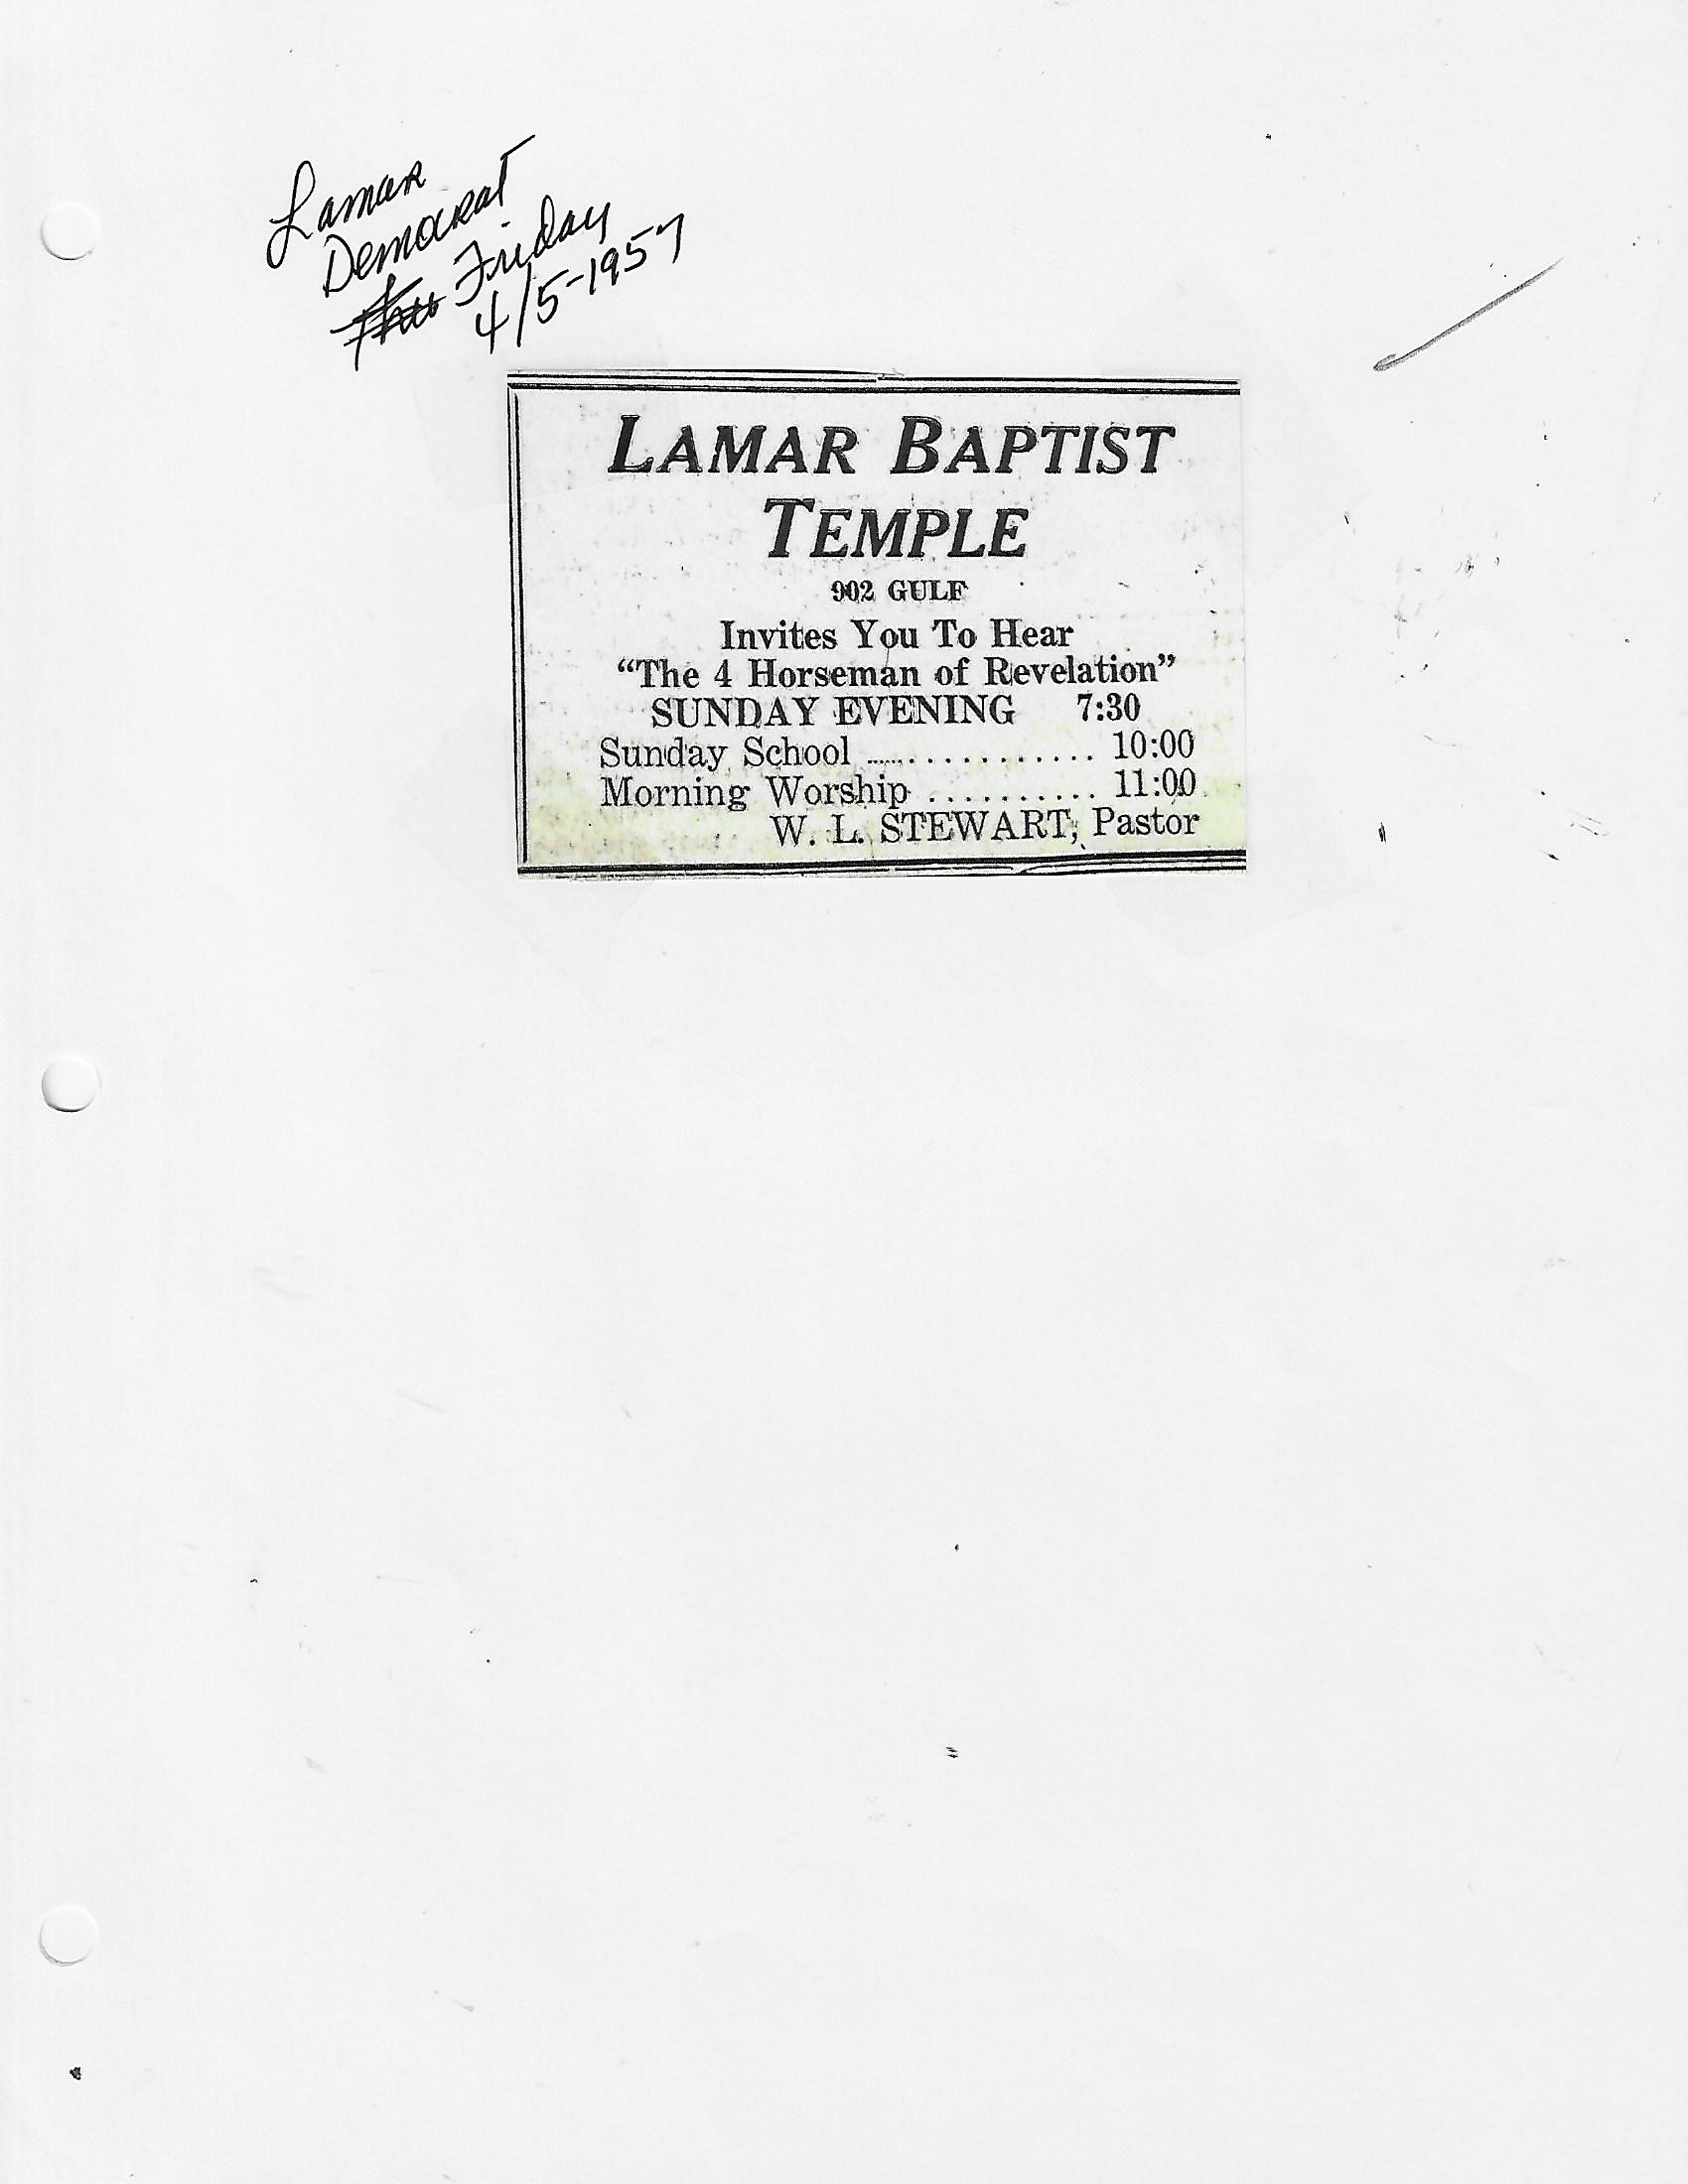 Lamar
Democrat
Friday
4/5-1957
LAMAR BAPTIST
TEMPLE
902 GULF
Invites You To Hear
“The 4 Horseman of Revelation”
SUNDAY EVENING 7:30
Sunday School ................. 10:00
Morning Worship .......... 11:00
W. L. STEWART, Pastor